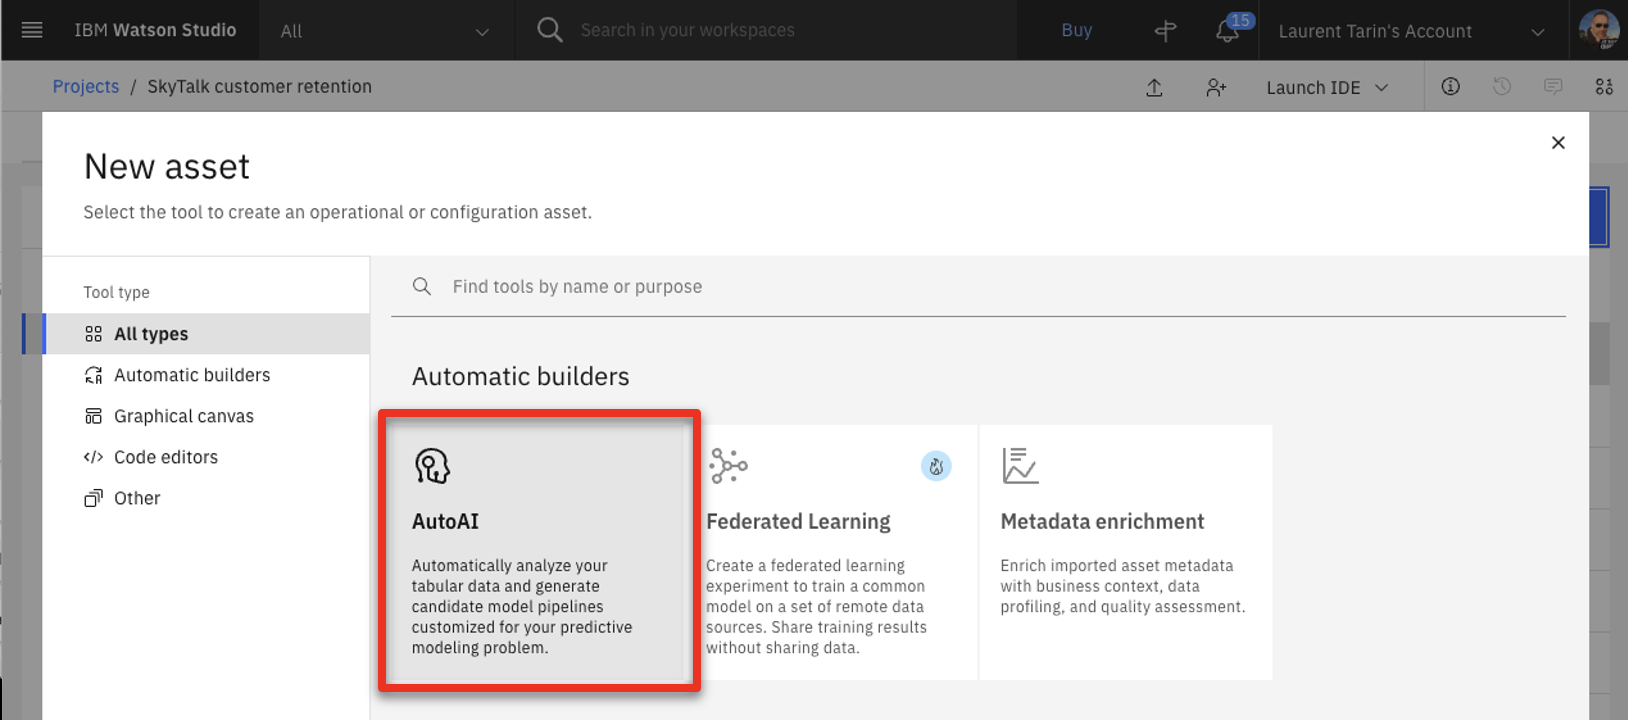 IBM Watson Studio
All
Search in your workspaces
Buy
15
Laurent Tarin's Account
Projects / SkyTalk customer retention
Launch IDE
New asset
Select the tool to create an operational or configuration asset.
Tool type
All types
Automatic builders
Graphical canvas
Code editors
Other
Find tools by name or purpose
Automatic builders
AutoAI
Automatically analyze your
tabular data and generate
candidate model pipelines
customized for your predictive
modeling problem.
Federated Learning
Create a federated learning
experiment to train a common
model on a set of remote data
sources. Share training results
without sharing data.
Metadata enrichment
Enrich imported asset metadata
with business context, data
profiling, and quality assessment.